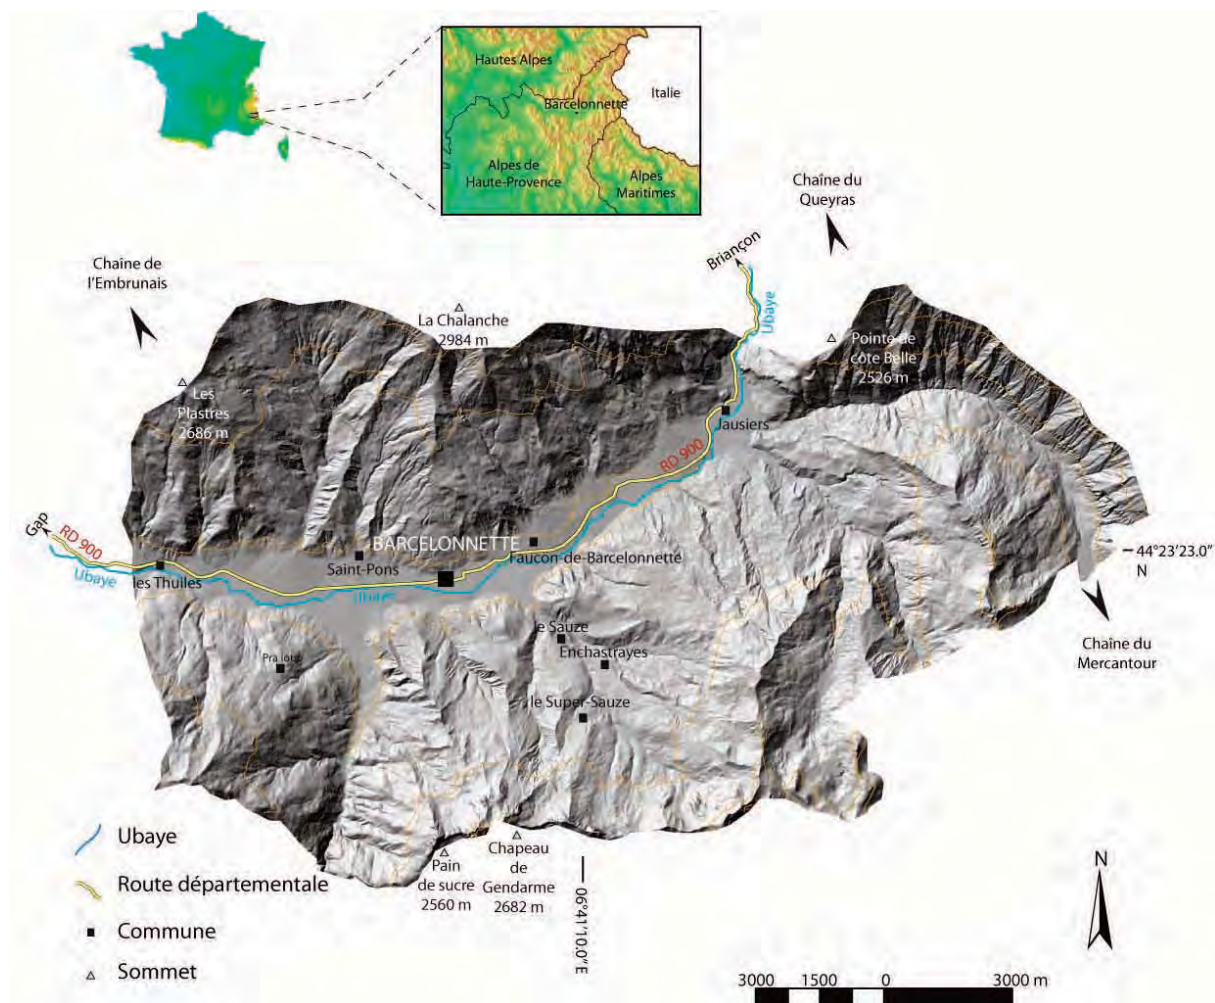 Hautes Alpes
Barcelonnette
Italie
Alpes de
Haute-Provence
Alpes
Maritimes
Chaîne du
Queyras
Briançon
Chaîne de
l'Embrunais
Ubaye
La Chalanche
2984 m
Pointe de
côte Belle
2526 m
Les
Plastres
2686 m
Jausiers
RD 900
Gap
RD 900
BARCELONNETTE
Faucon-de-Barcelonnette
Saint-Pons
44°23'23.0"
N
Ubaye
les Thuiles
Ubaye
le Sauze
Enchastrayes
Chaîne du
Mercantour
Pra loup
le Super-Sauze
Ubaye
Route départementale
Commune
Sommet
Pain
de sucre
2560 m
Chapeau
de
Gendarme
2682 m
06°41'10.0"E
N
3000 1500 0 3000 m